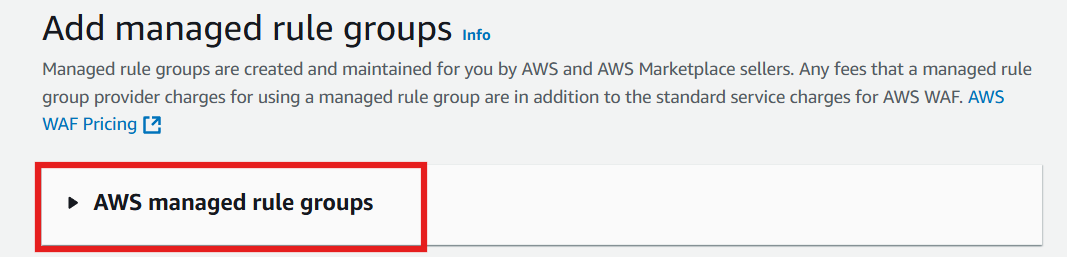 Add managed rule groups Info
Managed rule groups are created and maintained for you by AWS and AWS Marketplace sellers. Any fees that a managed rule
group provider charges for using a managed rule group are in addition to the standard service charges for AWS WAF. AWS
WAF Pricing
AWS managed rule groups